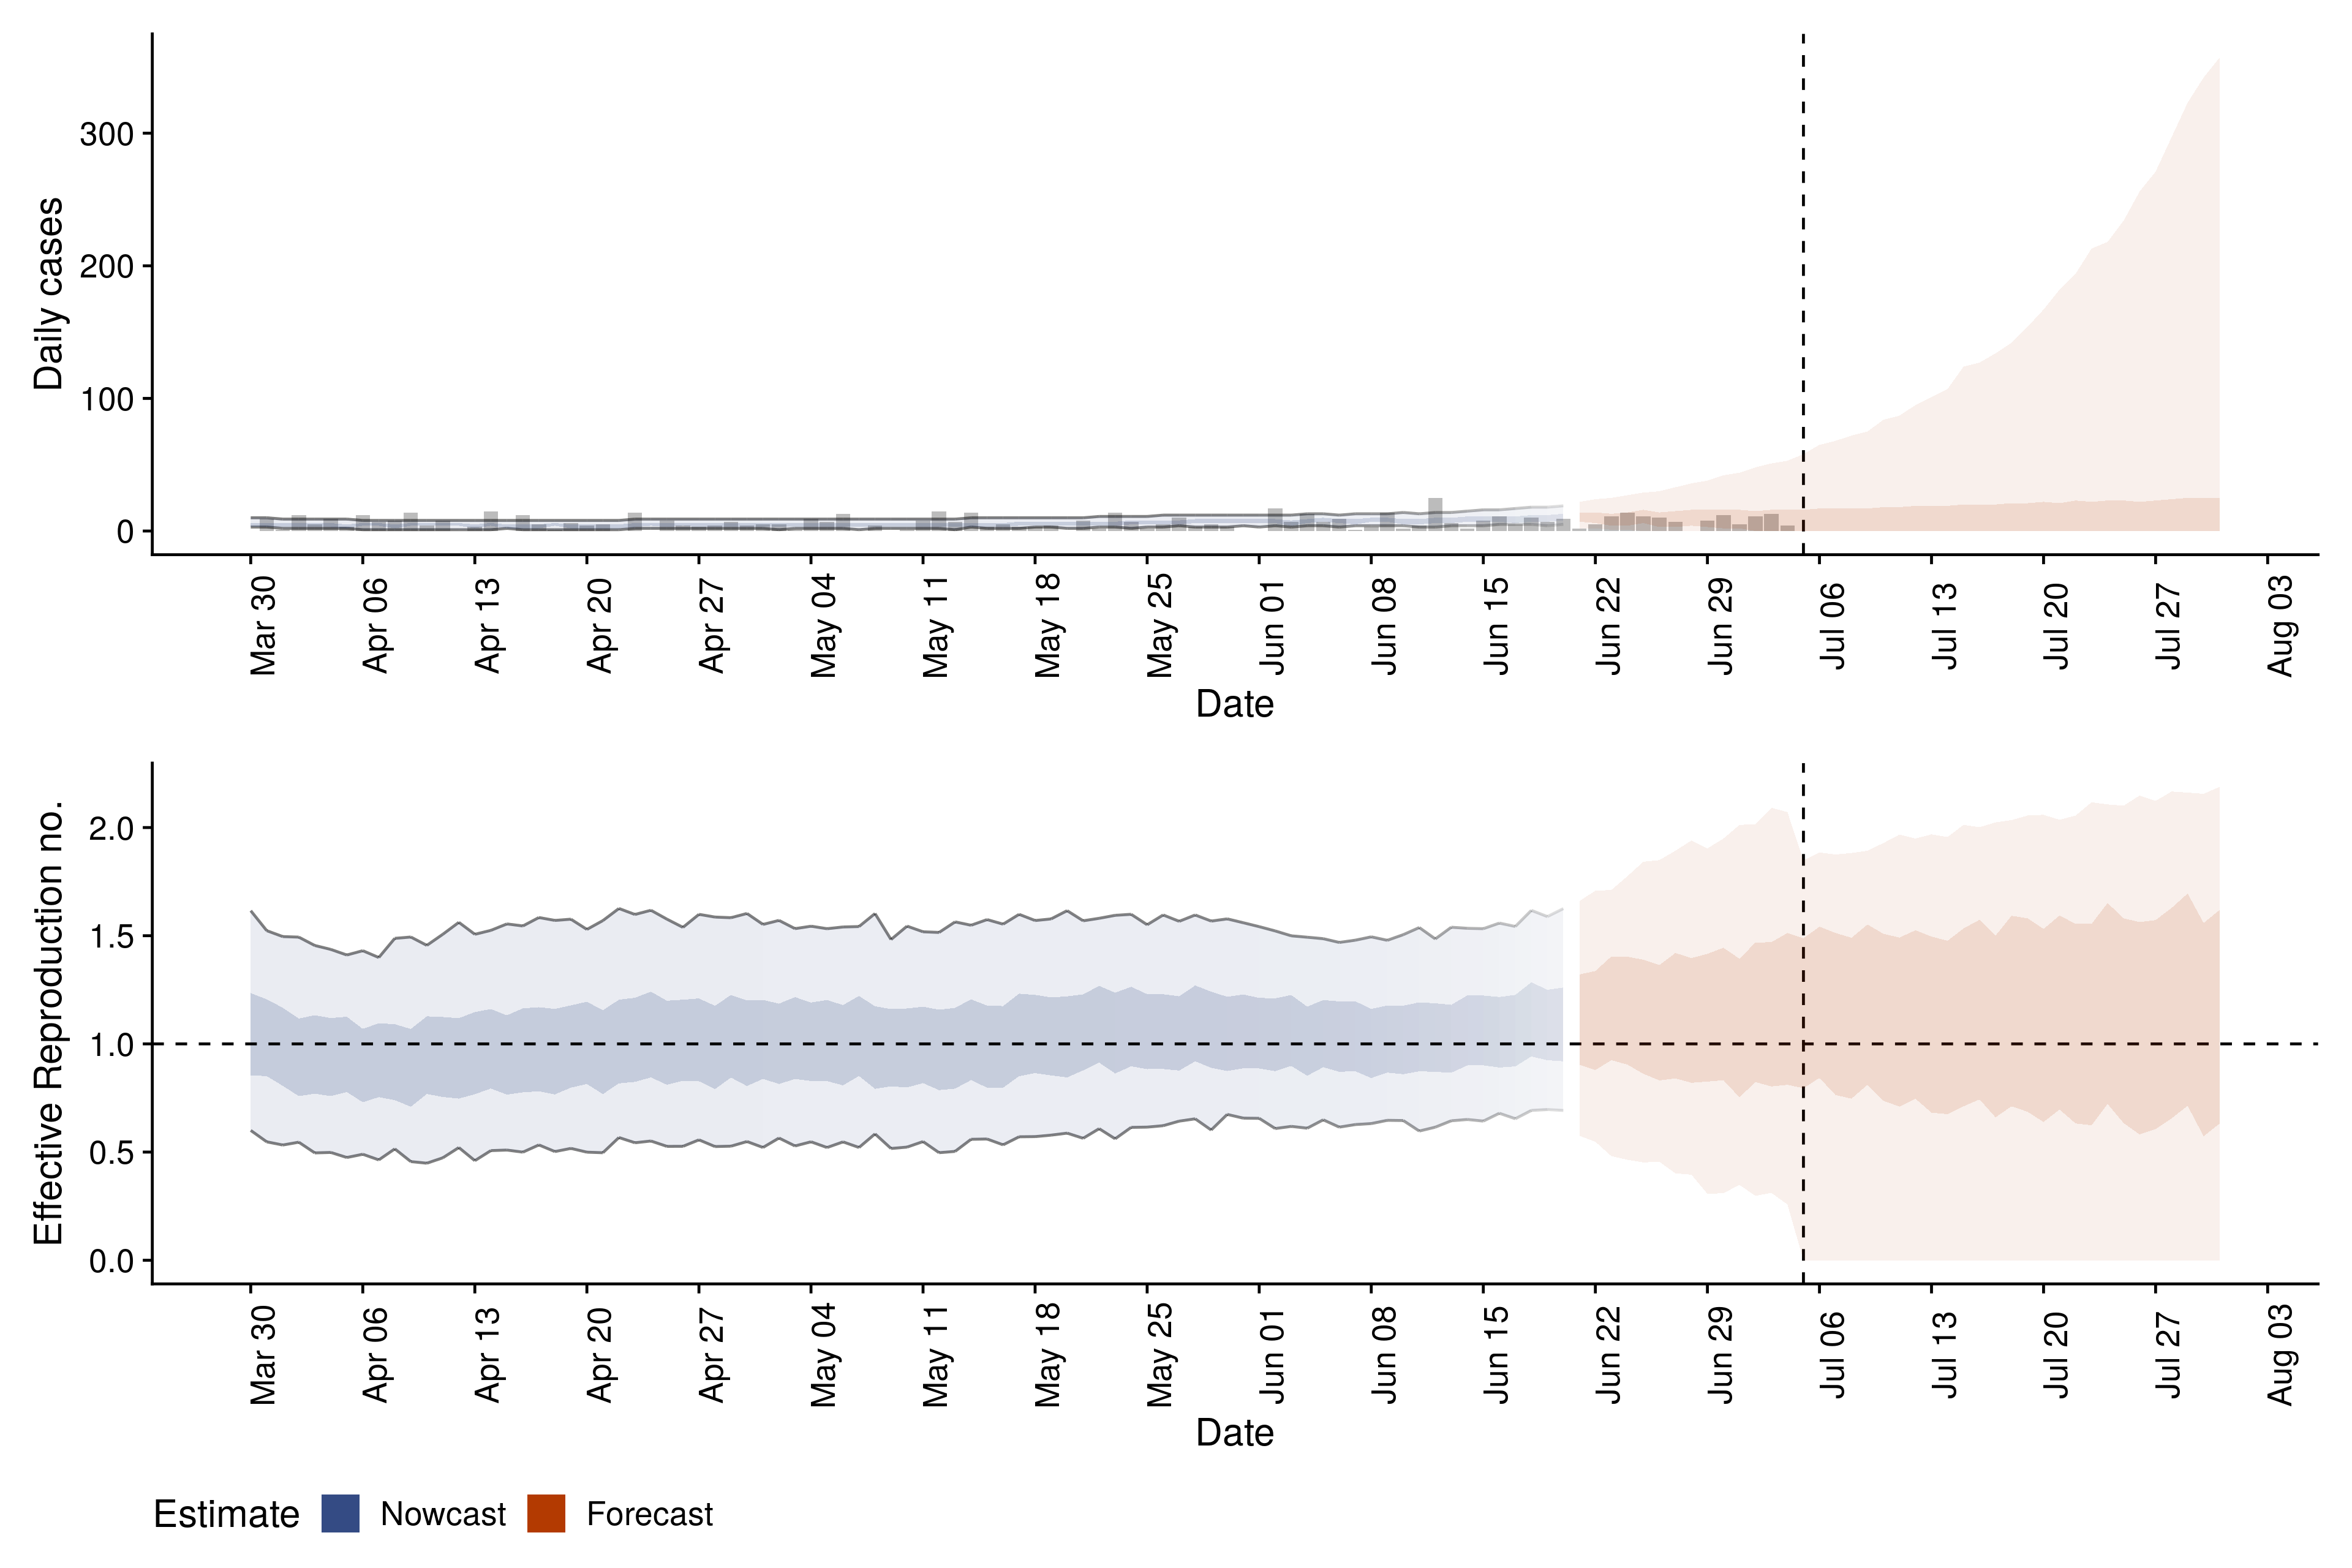 Daily cases
300
200
100
0
Mar 30
Apr 06
Apr 13
Apr 20
Apr 27
May 04
May 11
May 18
May 25
Jun 01
Jun 08
Jun 15
Jun 22
Jun 29
Jul 06
Jul 13
Jul 20
Jul 27
Aug 03
Date
Effective Reproduction no.
2.0
1.5
1.0
0.5
0.0
Mar 30
Apr 06
Apr 13
Apr 20
Apr 27
May 04
May 11
May 18
May 25
Jun 01
Jun 08
Jun 15
Jun 22
Jun 29
Jul 06
Jul 13
Jul 20
Jul 27
Aug 03
Date
Estimate Nowcast Forecast